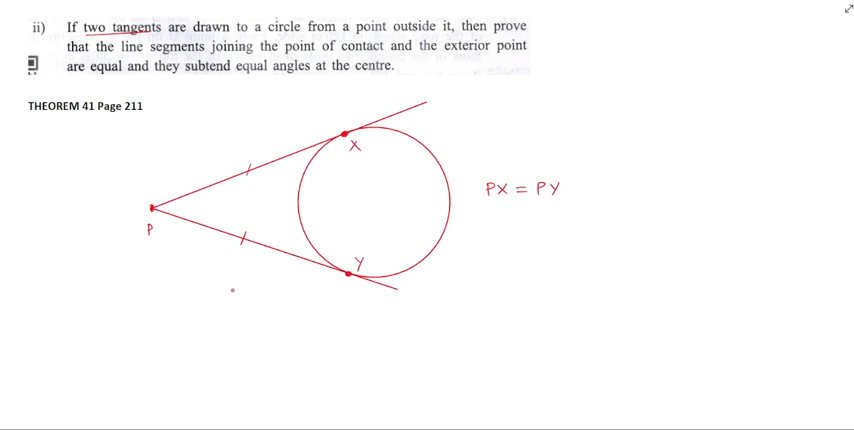 ii) If two tangents are drawn to a circle from a point outside it, then prove
that the line segments joining the point of contact and the exterior point
are equal and they subtend equal angles at the centre.
THEOREM 41 Page 211
X
PX = PY
P
Y